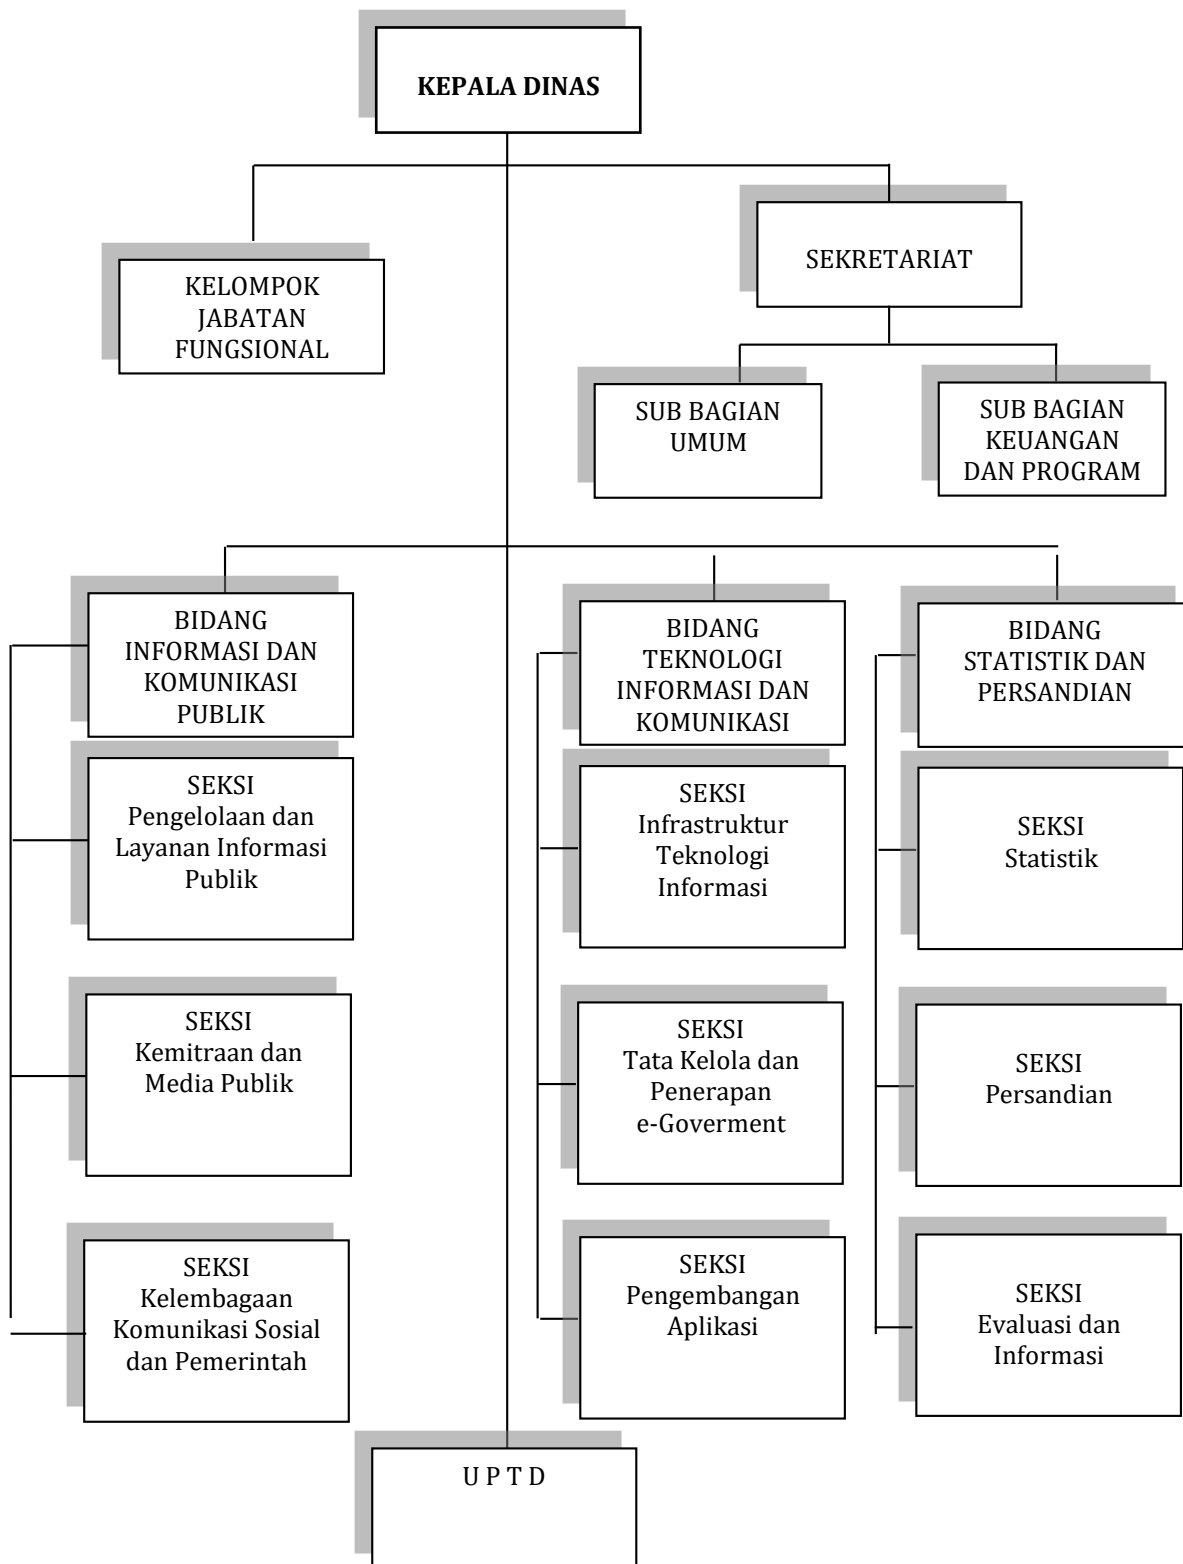 KEPALA DINAS
SEKRETARIAT
KELOMPOK
JABATAN
FUNGSIONAL
SUB BAGIAN
UMUM
SUB BAGIAN
KEUANGAN
DAN PROGRAM
BIDANG
INFORMASI DAN
KOMUNIKASI
PUBLIK
BIDANG
TEKNOLOGI
INFORMASI DAN
KOMUNIKASI
BIDANG
STATISTIK DAN
PERSANDIAN
SEKSI
Pengelolaan dan
Layanan Informasi
Publik
SEKSI
Infrastruktur
Teknologi
Informasi
SEKSI
Statistik
SEKSI
Kemitraan dan
Media Publik
SEKSI
Tata Kelola dan
Penerapan
e-Goverment
SEKSI
Persandian
SEKSI
Kelembagaan
Komunikasi Sosial
dan Pemerintah
SEKSI
Pengembangan
Aplikasi
SEKSI
Evaluasi dan
Informasi
U P T D